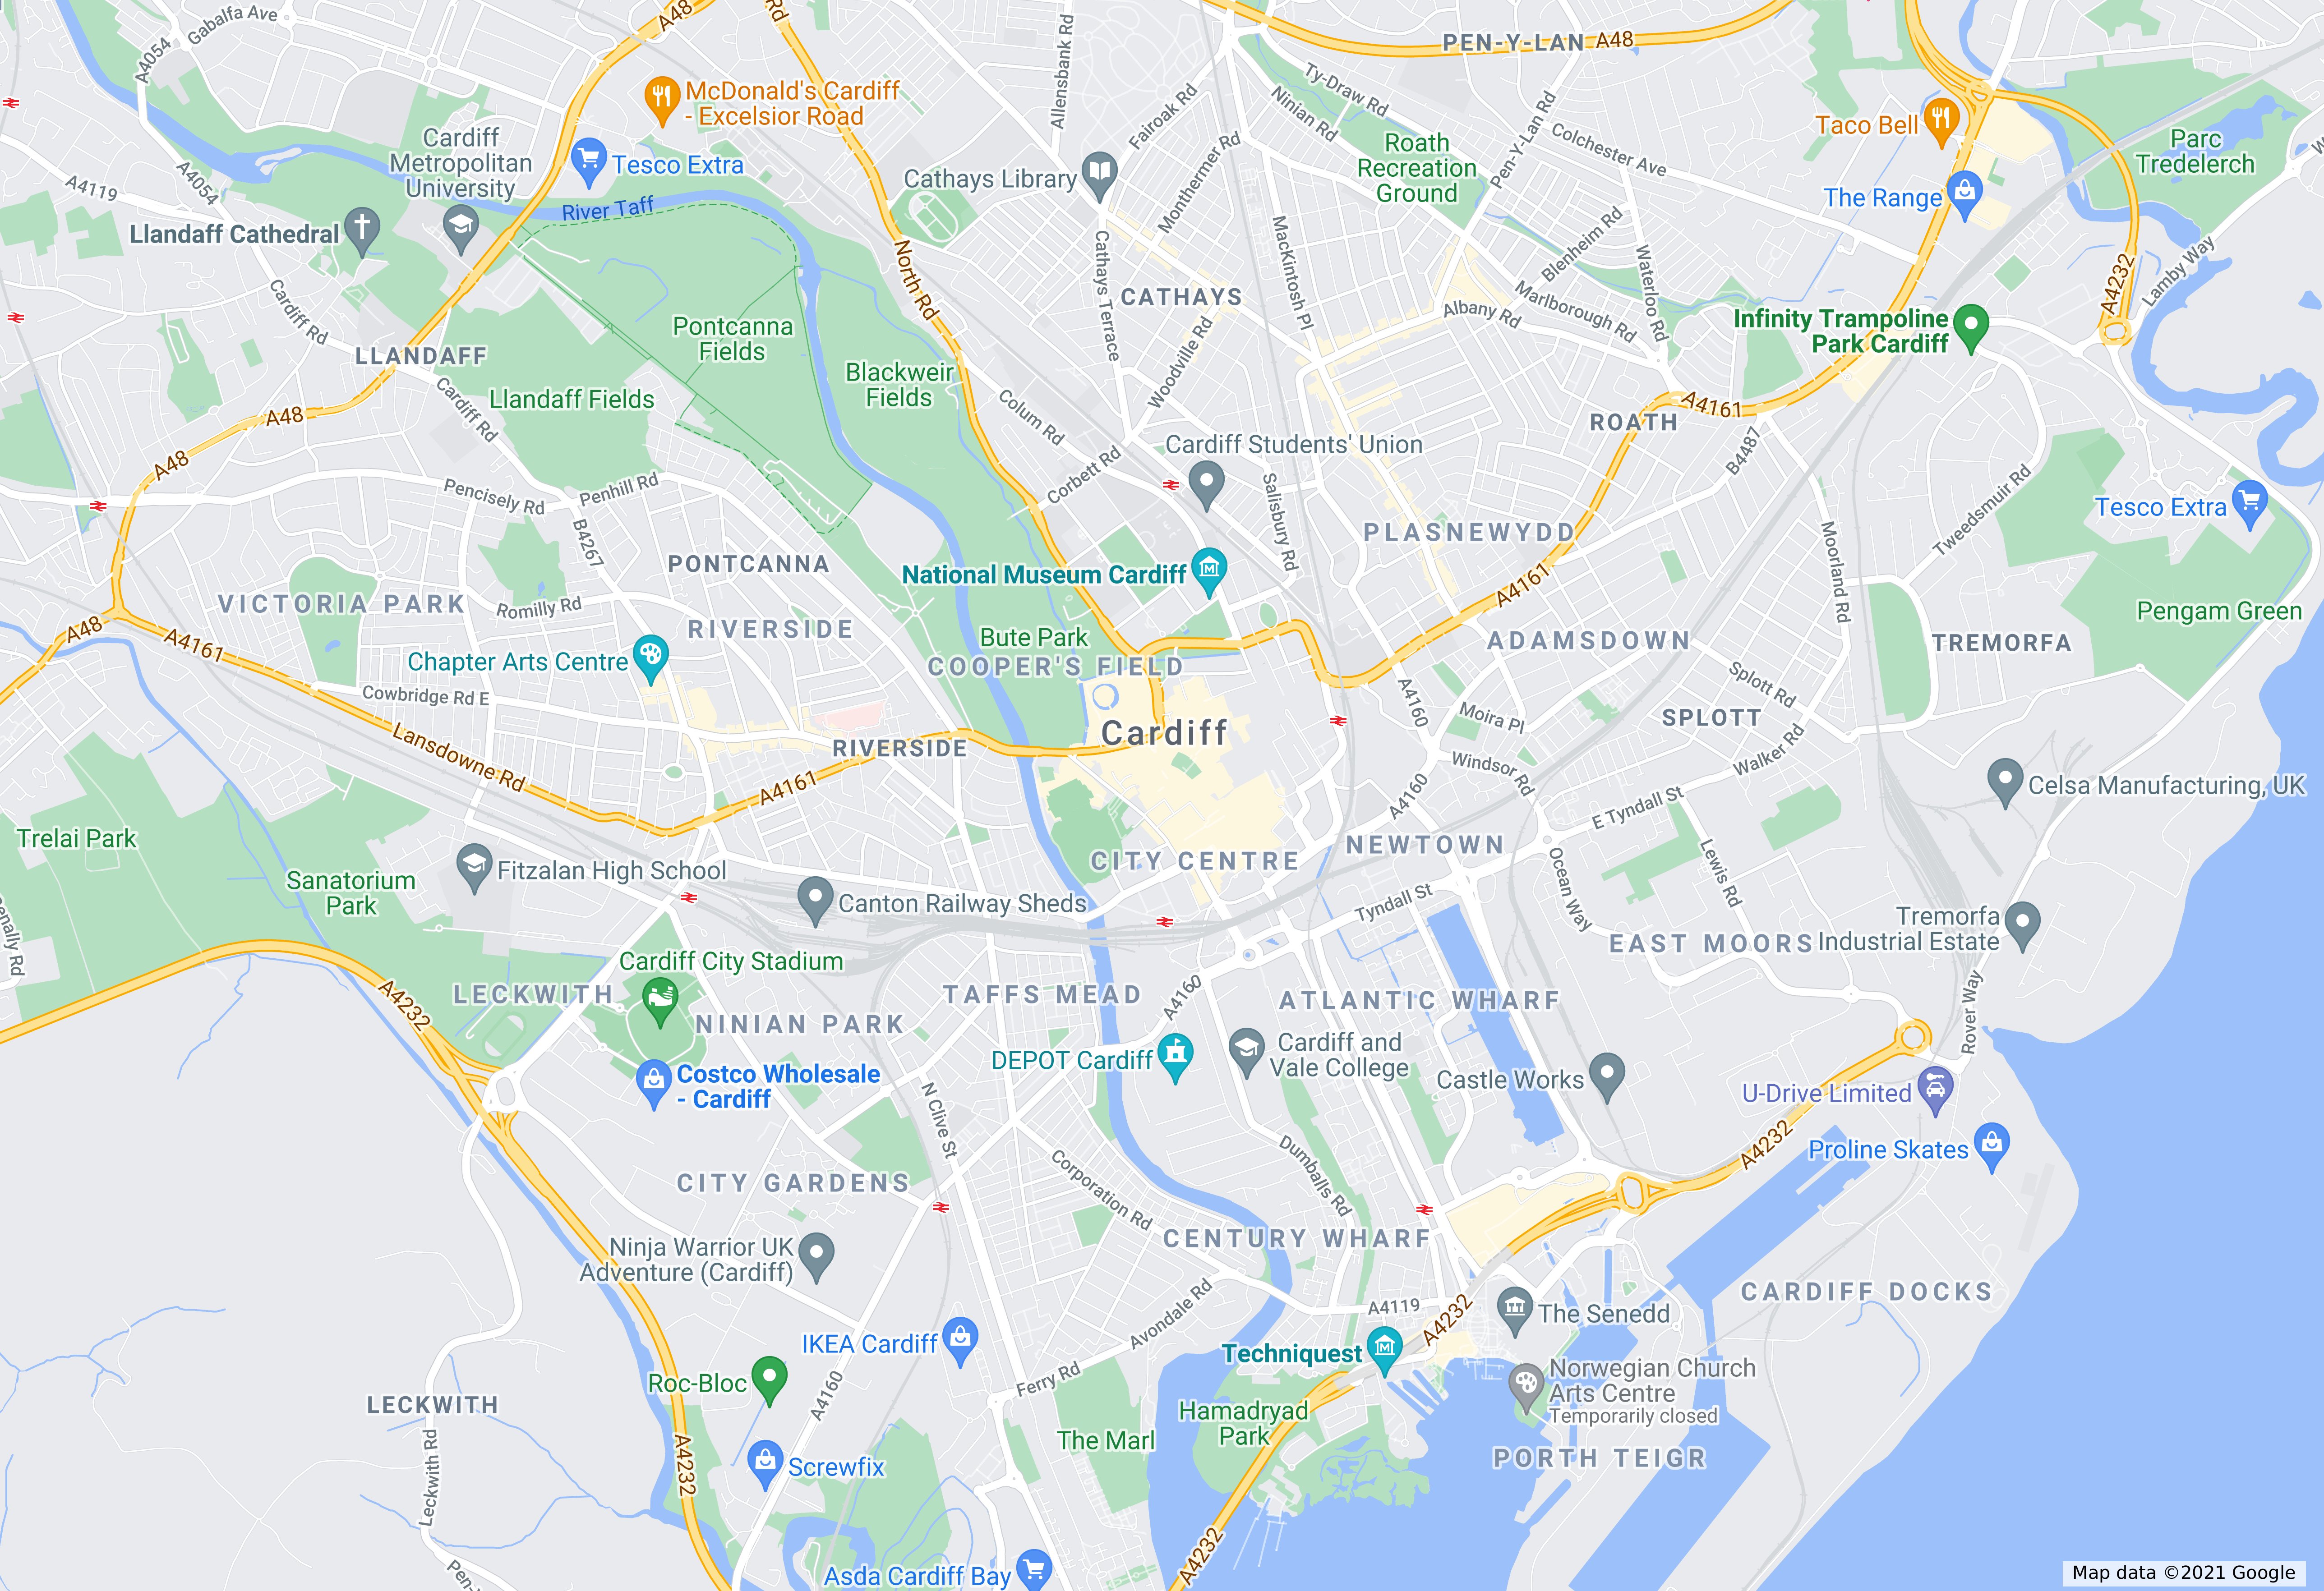 A48
Rd
Gabalfa Ave
A4054
Allensbank Rd
PEN-Y-LAN
A48
McDonald's Cardiff
- Excelsior Road
Ty-Draw Rd
Fairoak Rd
Ninian Rd
Pen-Y-Lan Rd
Colchester Ave
Taco Bell
Cardiff
Metropolitan
University
Tesco Extra
Roath
Recreation
Ground
Parc
Tredelerch
Monthermer Rd
Cathays Library
A4119
A4054
The Range
River Taff
Llandaff Cathedral
Blenheim Rd
MacKintosh Pl
North Rd
Cathays Terrace
Waterloo Rd
A4232
Lamby Way
CATHAYS
Cardiff Rd
Marlborough Rd
Albany Rd
Infinity Trampoline
Park Cardiff
Pontcanna
Fields
Woodville Rd
LLANDAFF
Blackweir
Fields
Llandaff Fields
Cardiff Rd
A48
Colum Rd
A4161
ROATH
Cardiff Students' Union
B4487
A48
Corbett Rd
Pencisely Rd
Penhill Rd
Salisbury Rd
Tweedsmuir Rd
Tesco Extra
B4267
PLASNEWYDD
PONTCANNA
Moorland Rd
National Museum Cardiff
A4161
VICTORIA PARK
Romilly Rd
Pengam Green
A48
A4161
RIVERSIDE
Bute Park
ADAMSDOWN
TREMORFA
Chapter Arts Centre
COOPER'S FIELD
Splott Rd
Cowbridge Rd E
A4160
Moira Pl
SPLOTT
Lansdowne Rd
Cardiff
RIVERSIDE
Walker Rd
Windsor Rd
A4161
A4160
Celsa Manufacturing, UK
E Tyndall St
Trelai Park
NEWTOWN
CITY CENTRE
Fitzalan High School
Sanatorium
Park
Ocean Way
Lewis Rd
Canton Railway Sheds
Tyndall St
Tremorfa
Industrial Estate
enally Rd
EAST MOORS
Cardiff City Stadium
LECKWITH
A4232
TAFFS MEAD
A4160
ATLANTIC WHARF
NINIAN PARK
Rover Way
DEPOT Cardiff
Cardiff and
Vale College
Costco Wholesale
- Cardiff
Castle Works
U-Drive Limited
N Clive St
A4232
Proline Skates
Dumballs Rd
CITY GARDENS
Corporation Rd
CENTURY WHARF
Ninja Warrior UK
Adventure (Cardiff)
CARDIFF DOCKS
Avondale Rd
A4119
A4232
The Senedd
IKEA Cardiff
Techniquest
Roc-Bloc
Ferry Rd
A4160
Norwegian Church
Arts Centre
Temporarily closed
LECKWITH
Hamadryad
Park
The Marl
Leckwith Rd
A4232
Screwfix
PORTH TEIGR
A4232
Pen-
Asda Cardiff Bay
Map data ©2021 Google